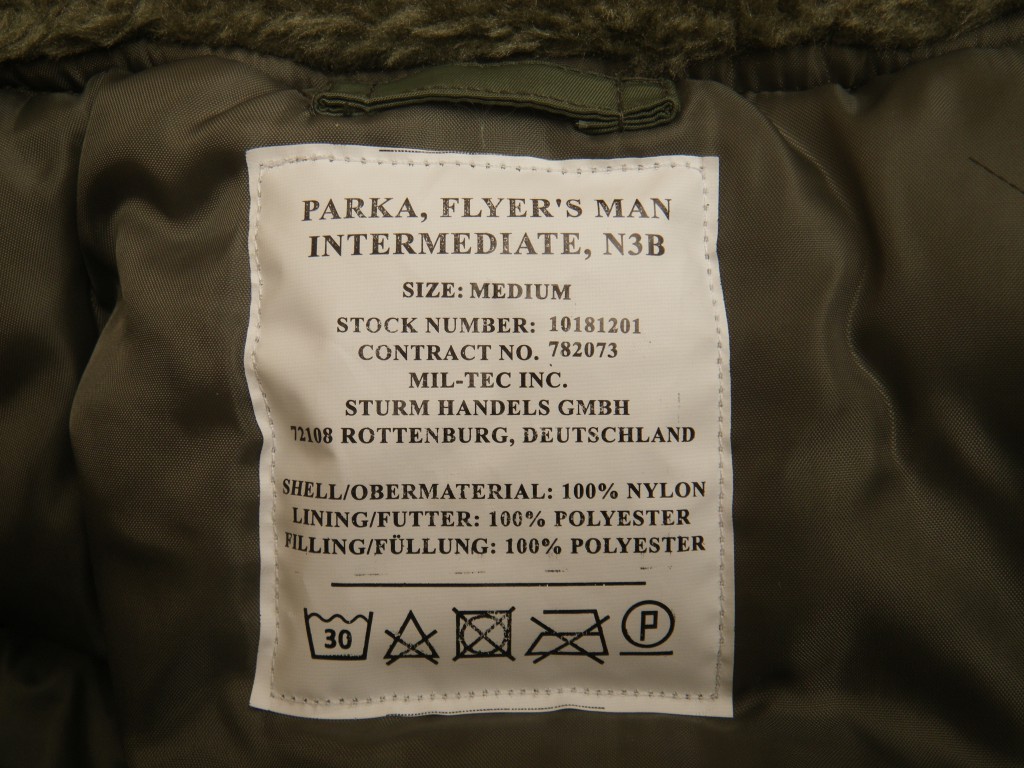 PARKA, FLYER'S MAN
INTERMEDIATE, N3B
SIZE: MEDIUM
STOCK NUMBER: 10181201
CONTRACT NO. 782073
MIL-TEC INC.
STURM HANDELS GMBH
72108 ROTTENBURG, DEUTSCHLAND
SHELL/OBERMATERIAL: 100% NYLON
LINING/FUTTER: 100% POLYESTER
FILLING/FÜLLUNG: 100% POLYESTER
30 P